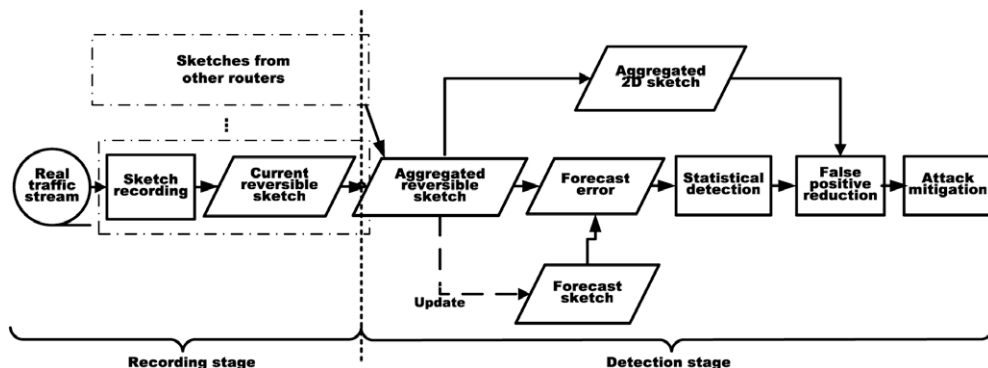 Sketches from
other routers
Aggregated
2D sketch
Real
traffic
stream
Sketch
recording
Current
reversible
sketch
Aggregated
reversible
sketch
Forecast
error
Statistical
detection
False
positive
reduction
Attack
mitigation
Update
Forecast
sketch
Recording stage
Detection stage